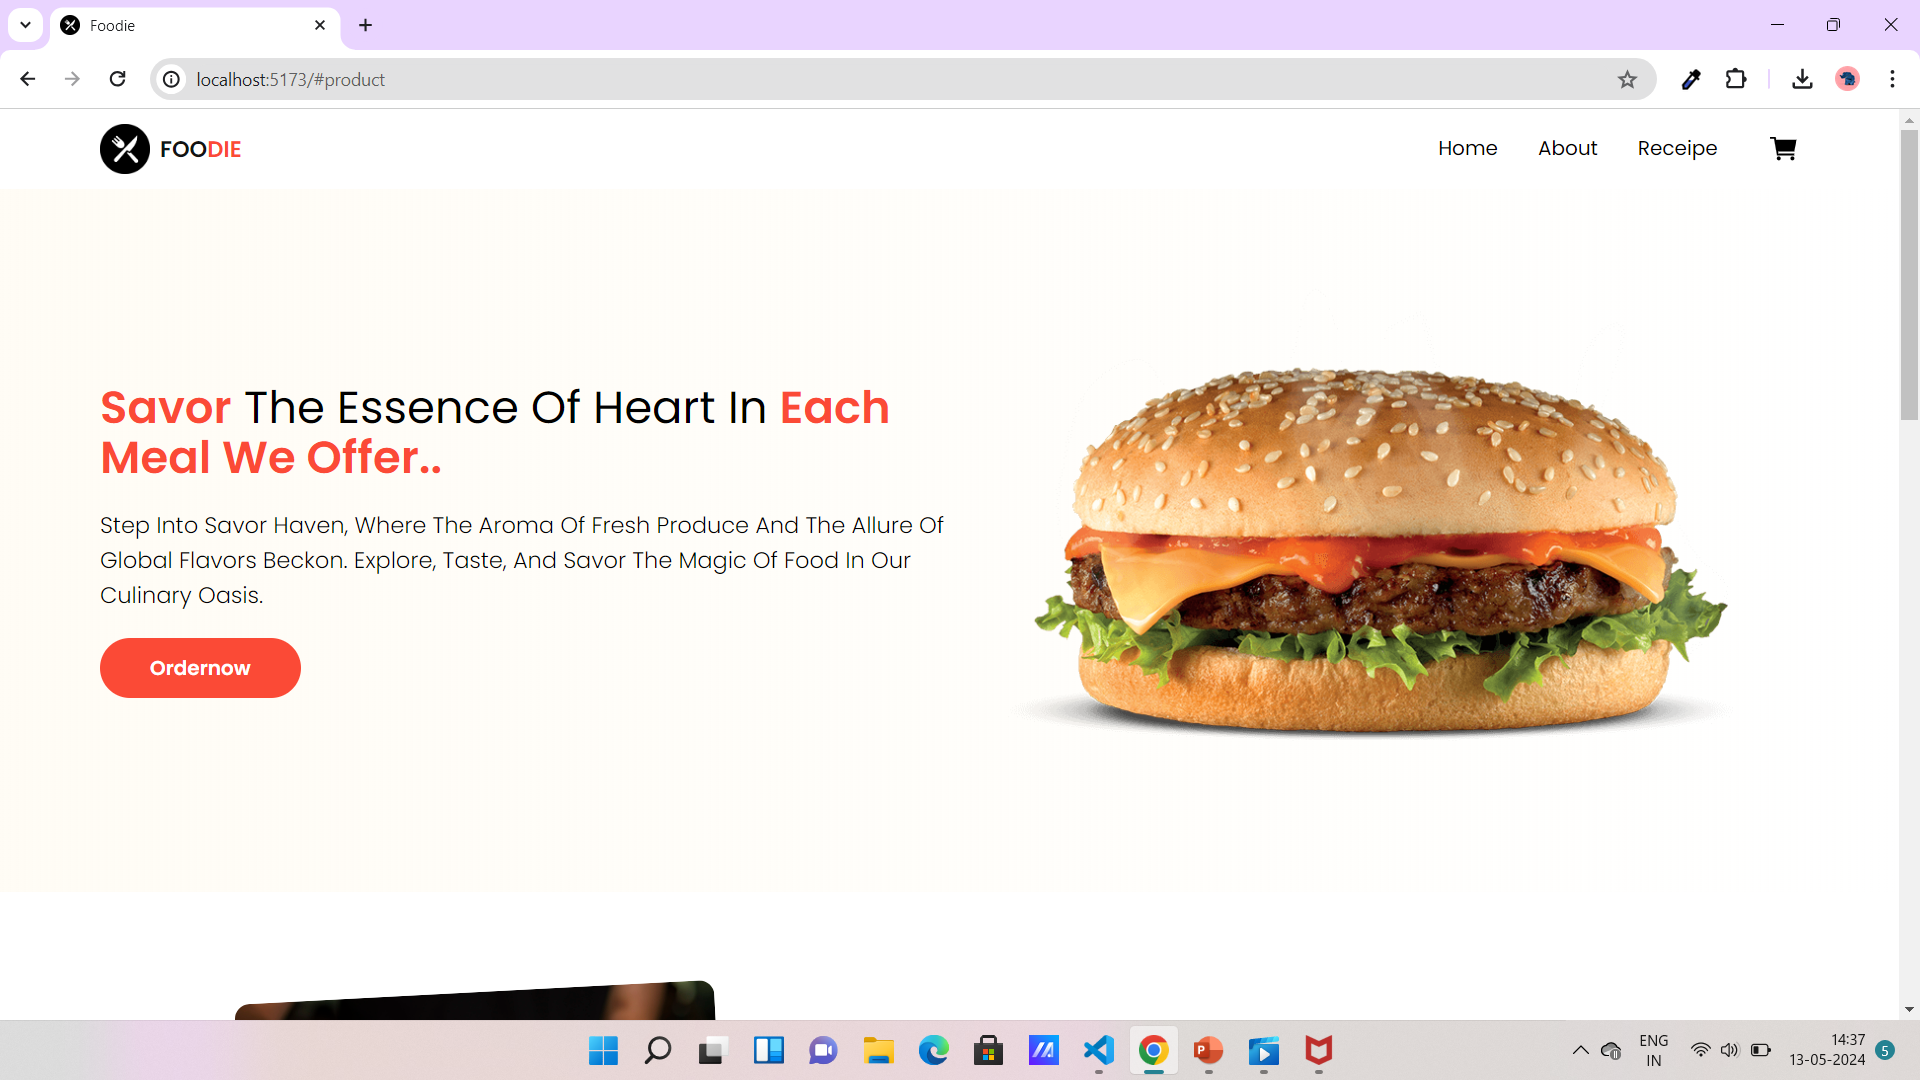 Foodie
localhost:5173/#product
FOODIE
Home About Receipe
Savor The Essence Of Heart In Each
Meal We Offer..
Step Into Savor Haven, Where The Aroma Of Fresh Produce And The Allure Of
Global Flavors Beckon. Explore, Taste, And Savor The Magic Of Food In Our
Culinary Oasis.
Ordernow
ENG
IN
14:37
13-05-2024
5